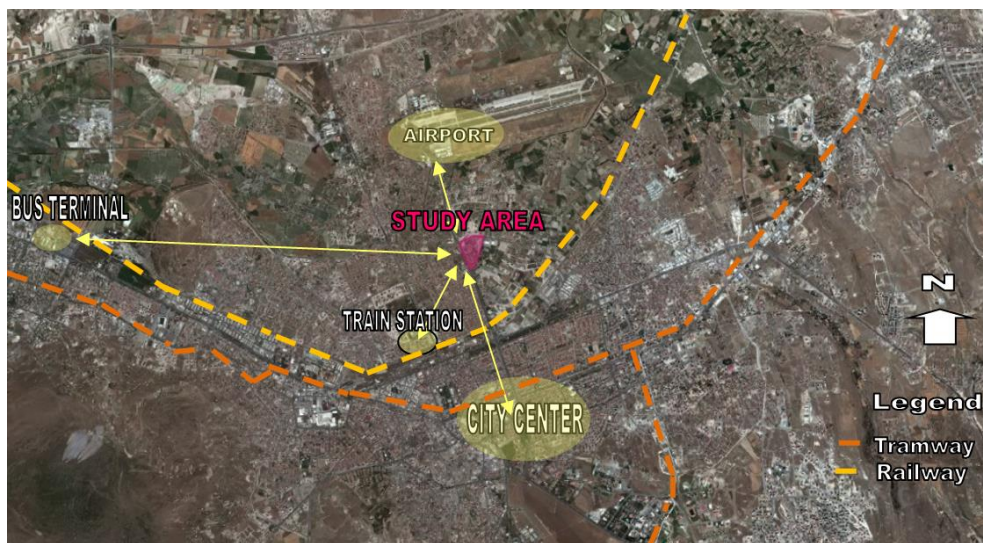 AIRPORT
BUS TERMINAL
STUDY AREA
TRAIN STATION
CITY CENTER
N
Legend
Tramway
Railway